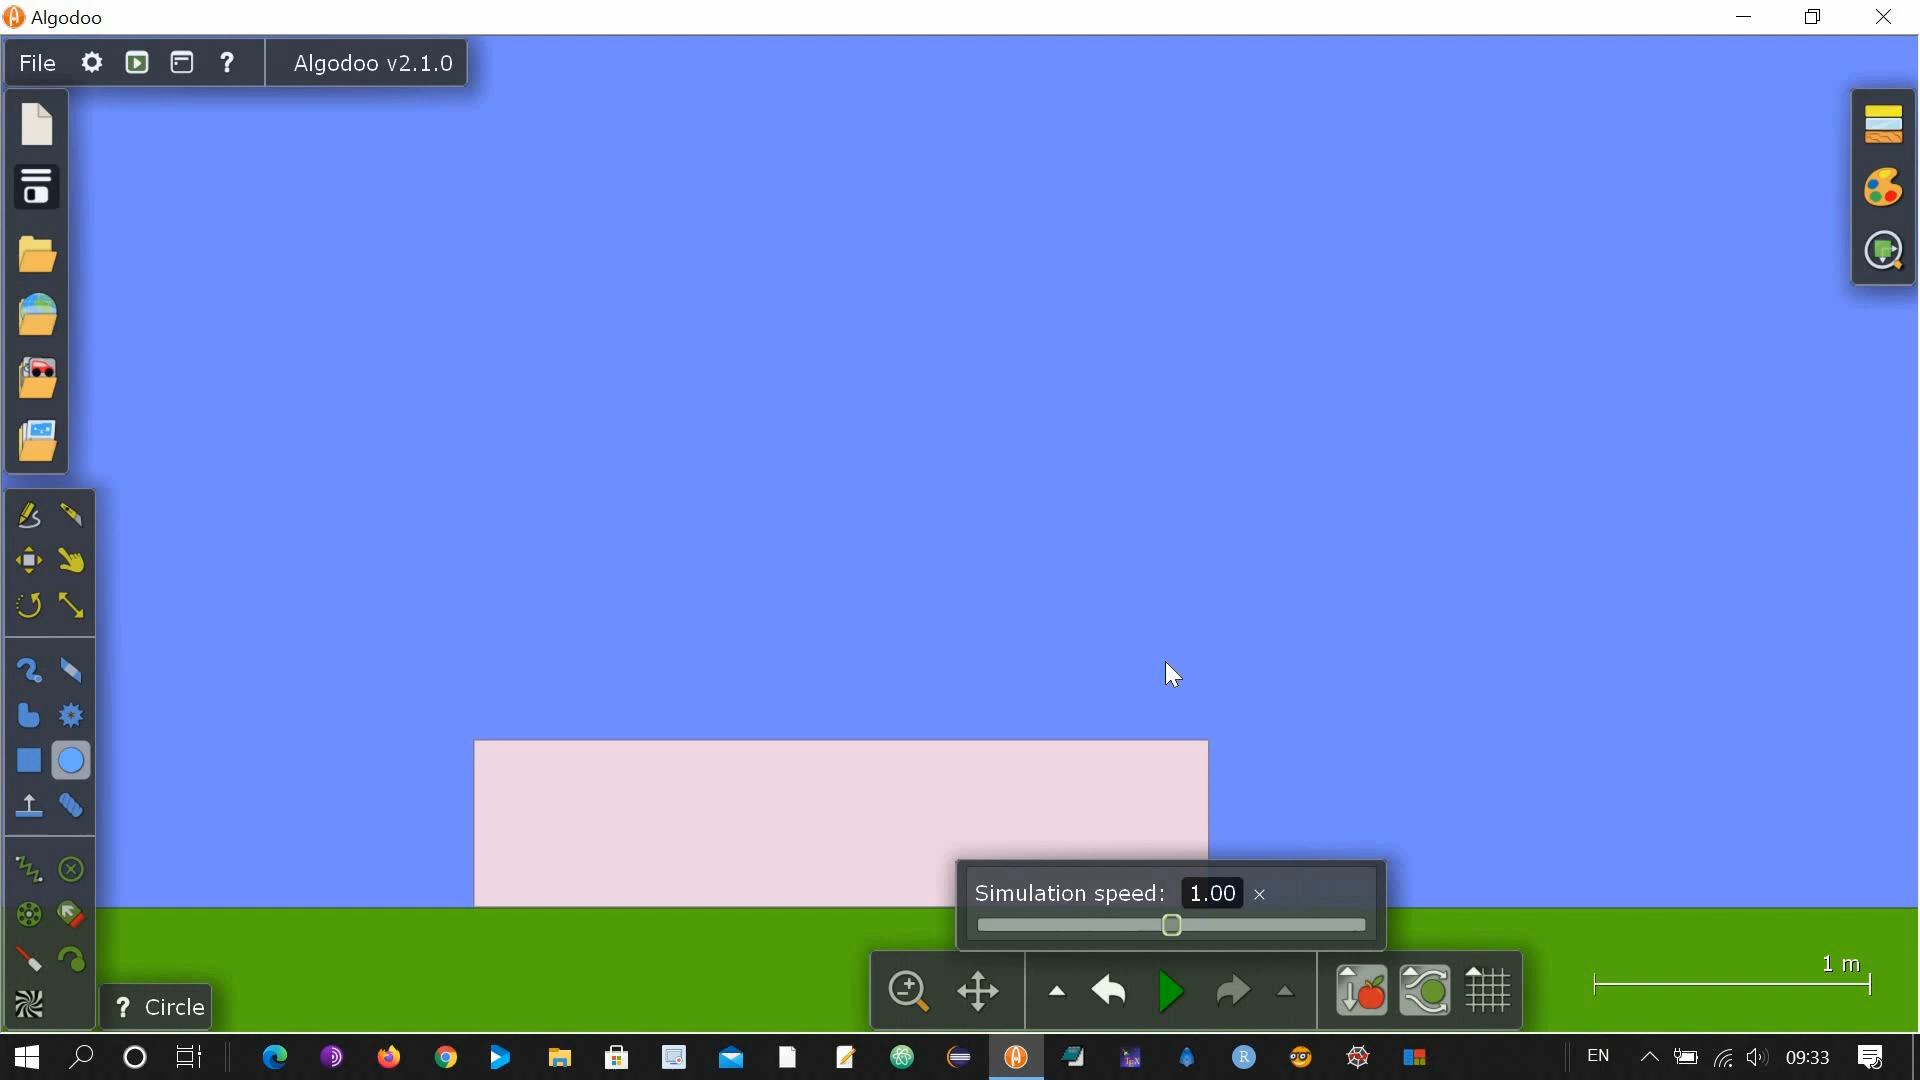 Algodoo
File ? Algodoo v2.1.0
Simulation speed: 1.00 ×
1 m
? Circle
EN 09:33